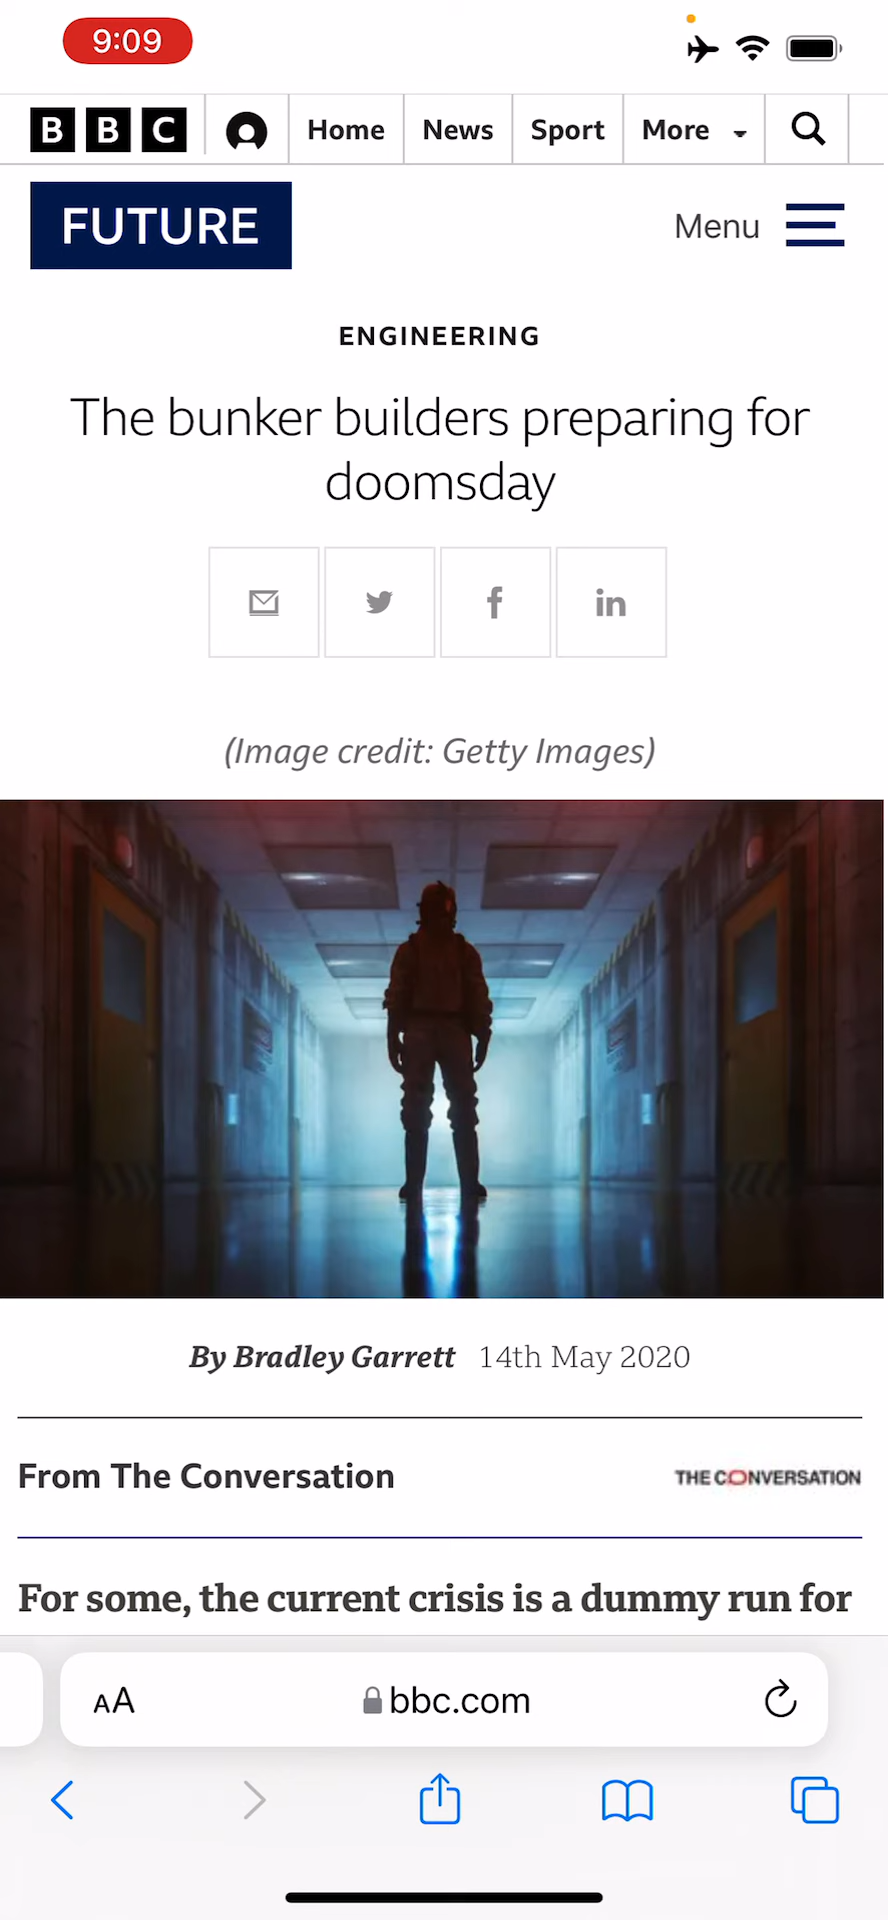 9:09
BBC Home News Sport More
FUTURE Menu
ENGINEERING
The bunker builders preparing for
doomsday
(Image credit: Getty Images)
By Bradley Garrett 14th May 2020
From The Conversation THE CONVERSATION
For some, the current crisis is a dummy run for
AA bbc.com